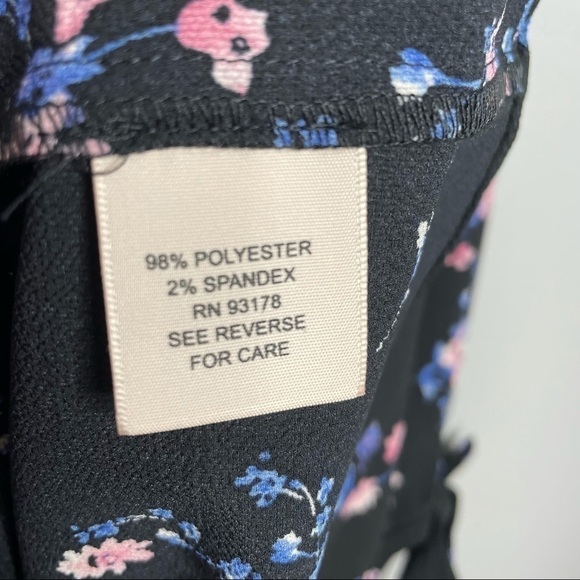 98% POLYESTER
2% SPANDEX
RN 93178
SEE REVERSE
FOR CARE